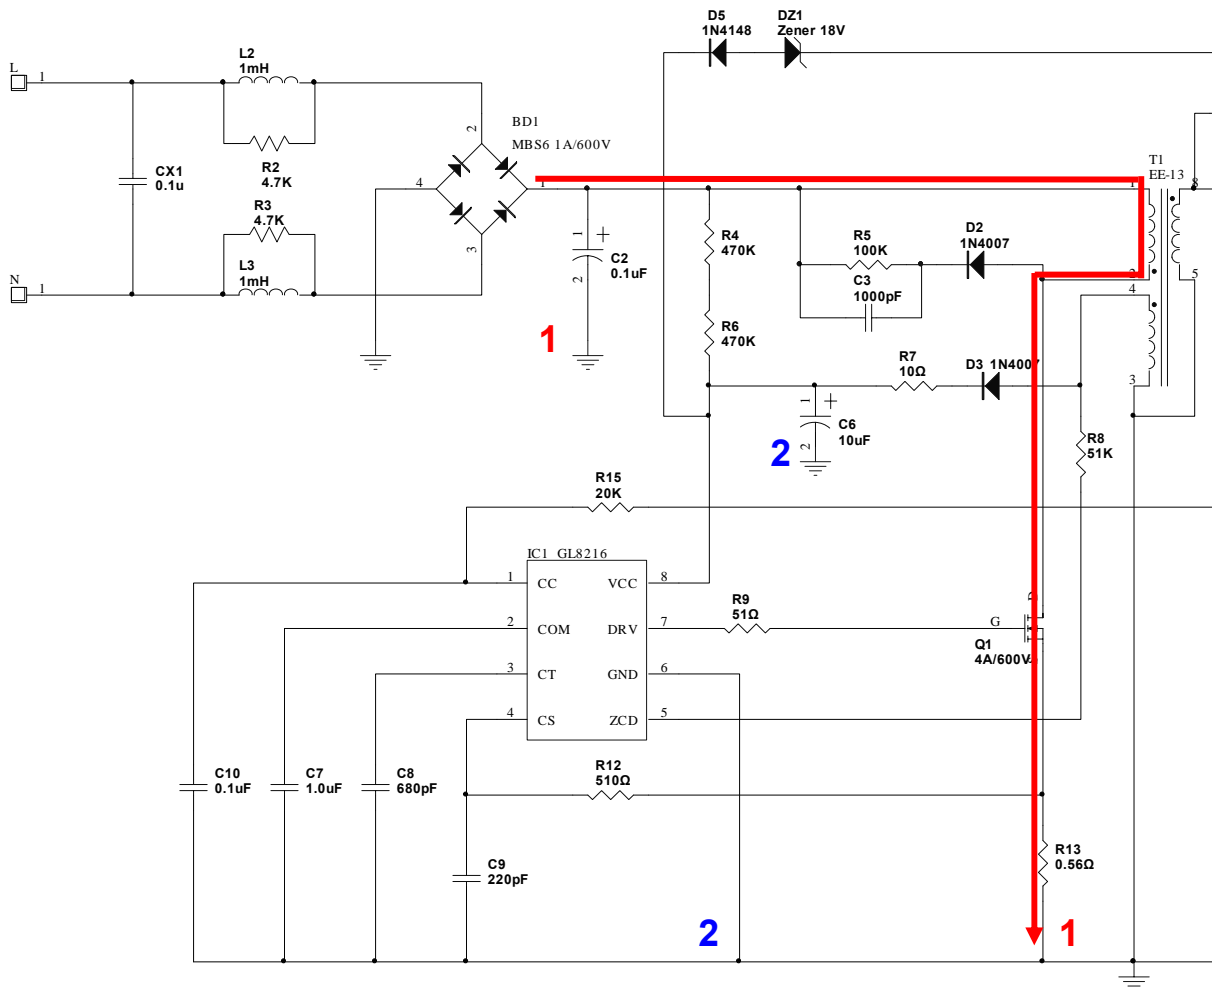 D5
1N4148
DZ1
Zener 18V
L
1
L2
1mH
R2
4.7K
CX1
0.1u
R3
4.7K
L3
1mH
N
1
2
BD1
MBS6 1A/600V
4
1
3
1
2
C2
0.1uF
1
R4
470K
R6
470K
R5
100K
C3
1000pF
D2
1N4007
T1
EE-13
1
8
2
4
5
3
R7
10Ω
D3 1N4007
1
2
C6
10uF
2
R8
51K
R15
20K
IC1 GL8216
1 CC VCC 8
2 COM DRV 7
3 CT GND 6
4 CS ZCD 5
R9
51Ω
G
D
Q1
4A/600V
C10
0.1uF
C7
1.0uF
C8
680pF
R12
510Ω
C9
220pF
R13
0.56Ω
2
1